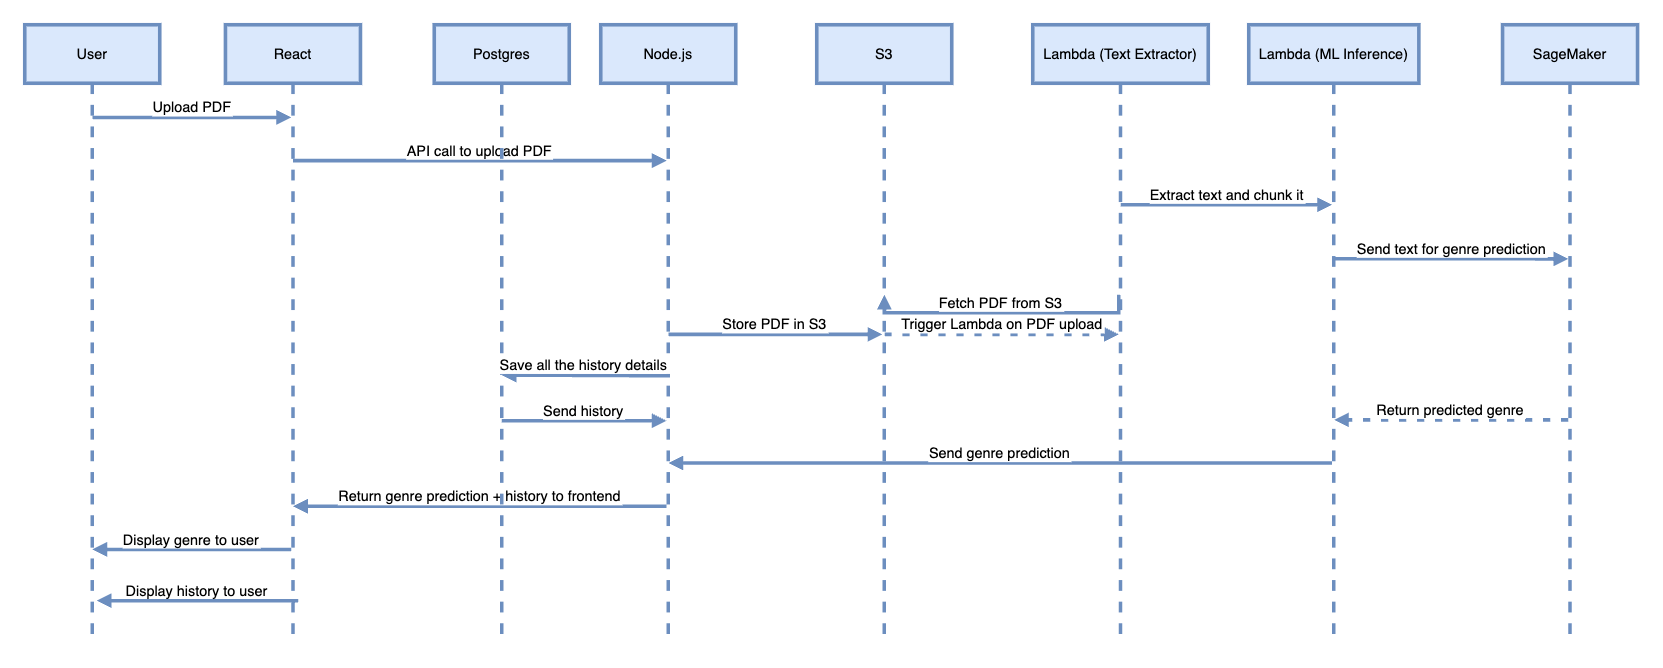 User
React
Postgres
Node.js
S3
Lambda (Text Extractor)
Lambda (ML Inference)
SageMaker
Upload PDF
API call to upload PDF
Extract text and chunk it
Send text for genre prediction
Fetch PDF from S3
Store PDF in S3
Trigger Lambda on PDF upload
Save all the history details
Send history
Return predicted genre
Send genre prediction
Return genre prediction + history to frontend
Display genre to user
Display history to user